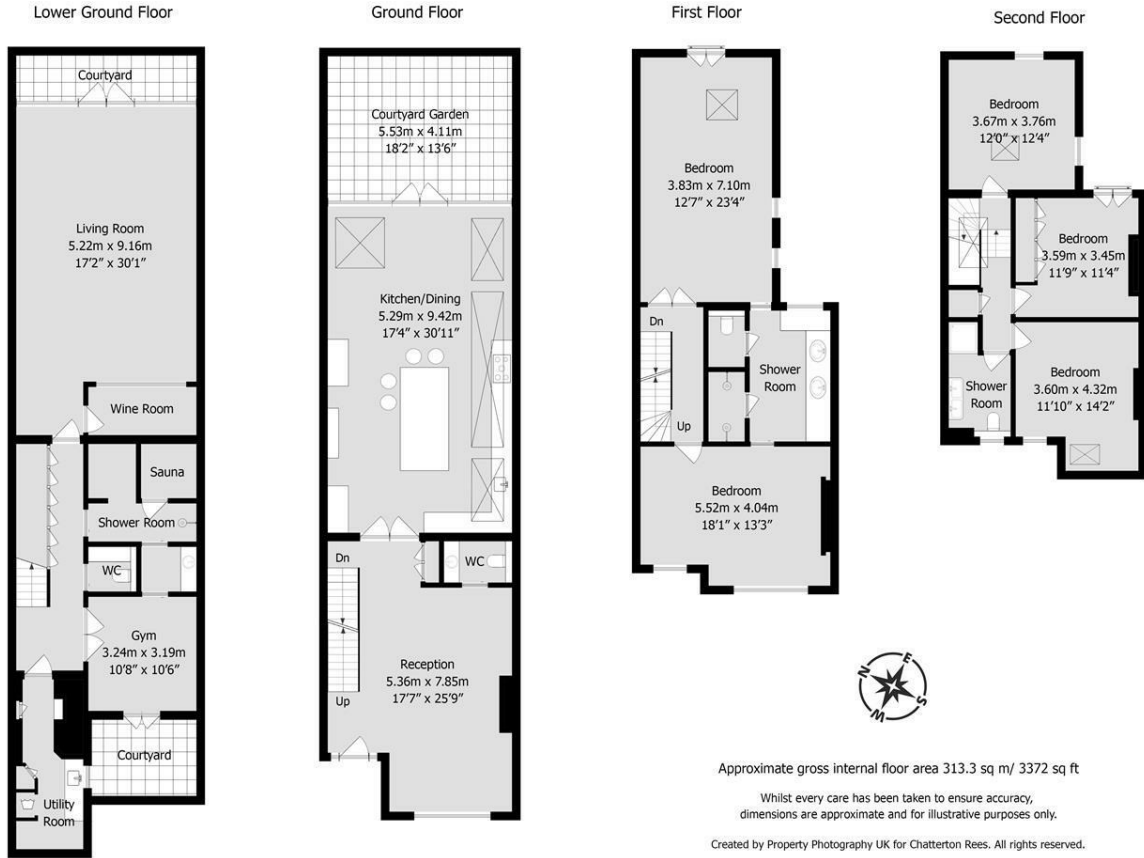 Lower Ground Floor
Courtyard
Living Room
5.22m x 9.16m
17'2" x 30'1"
Wine Room
Sauna
Shower Room
WC
Gym
3.24m x 3.19m
10'8" x 10'6"
Courtyard
Utility
Room
Ground Floor
Courtyard Garden
5.53m x 4.11m
18'2" x 13'6"
Kitchen/Dining
5.29m x 9.42m
17'4" x 30'11"
Dn
WC
Reception
5.36m x 7.85m
17'7" x 25'9"
Up
First Floor
Bedroom
3.83m x 7.10m
12'7" x 23'4"
Dn
Shower
Room
Up
Bedroom
5.52m x 4.04m
18'1" x 13'3"
Second Floor
Bedroom
3.67m x 3.76m
12'0" x 12'4"
Bedroom
3.59m x 3.45m
11'9" x 11'4"
Bedroom
3.60m x 4.32m
11'10" x 14'2"
Shower
Room
N
E
S
W
Approximate gross internal floor area 313.3 sq m/ 3372 sq ft
Whilst every care has been taken to ensure accuracy,
dimensions are approximate and for illustrative purposes only.
Created by Property Photography UK for Chatterton Rees. All rights reserved.